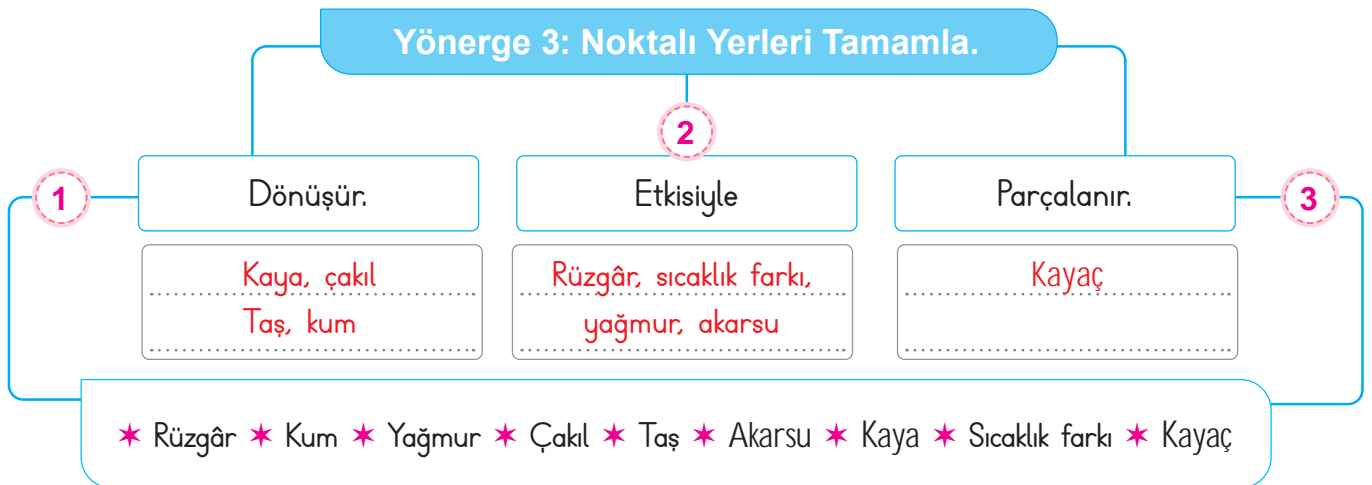 Yönerge 3: Noktalı Yerleri Tamamla.
2
1
Dönüşür.
Etkisiyle
Parçalanır.
3
Kaya, çakıl
Taş, kum
Rüzgâr, sıcaklık farkı,
yağmur, akarsu
Kayaç
✶ Rüzgâr ✶ Kum ✶ Yağmur ✶ Çakıl ✶ Taş ✶ Akarsu ✶ Kaya ✶ Sıcaklık farkı ✶ Kayaç